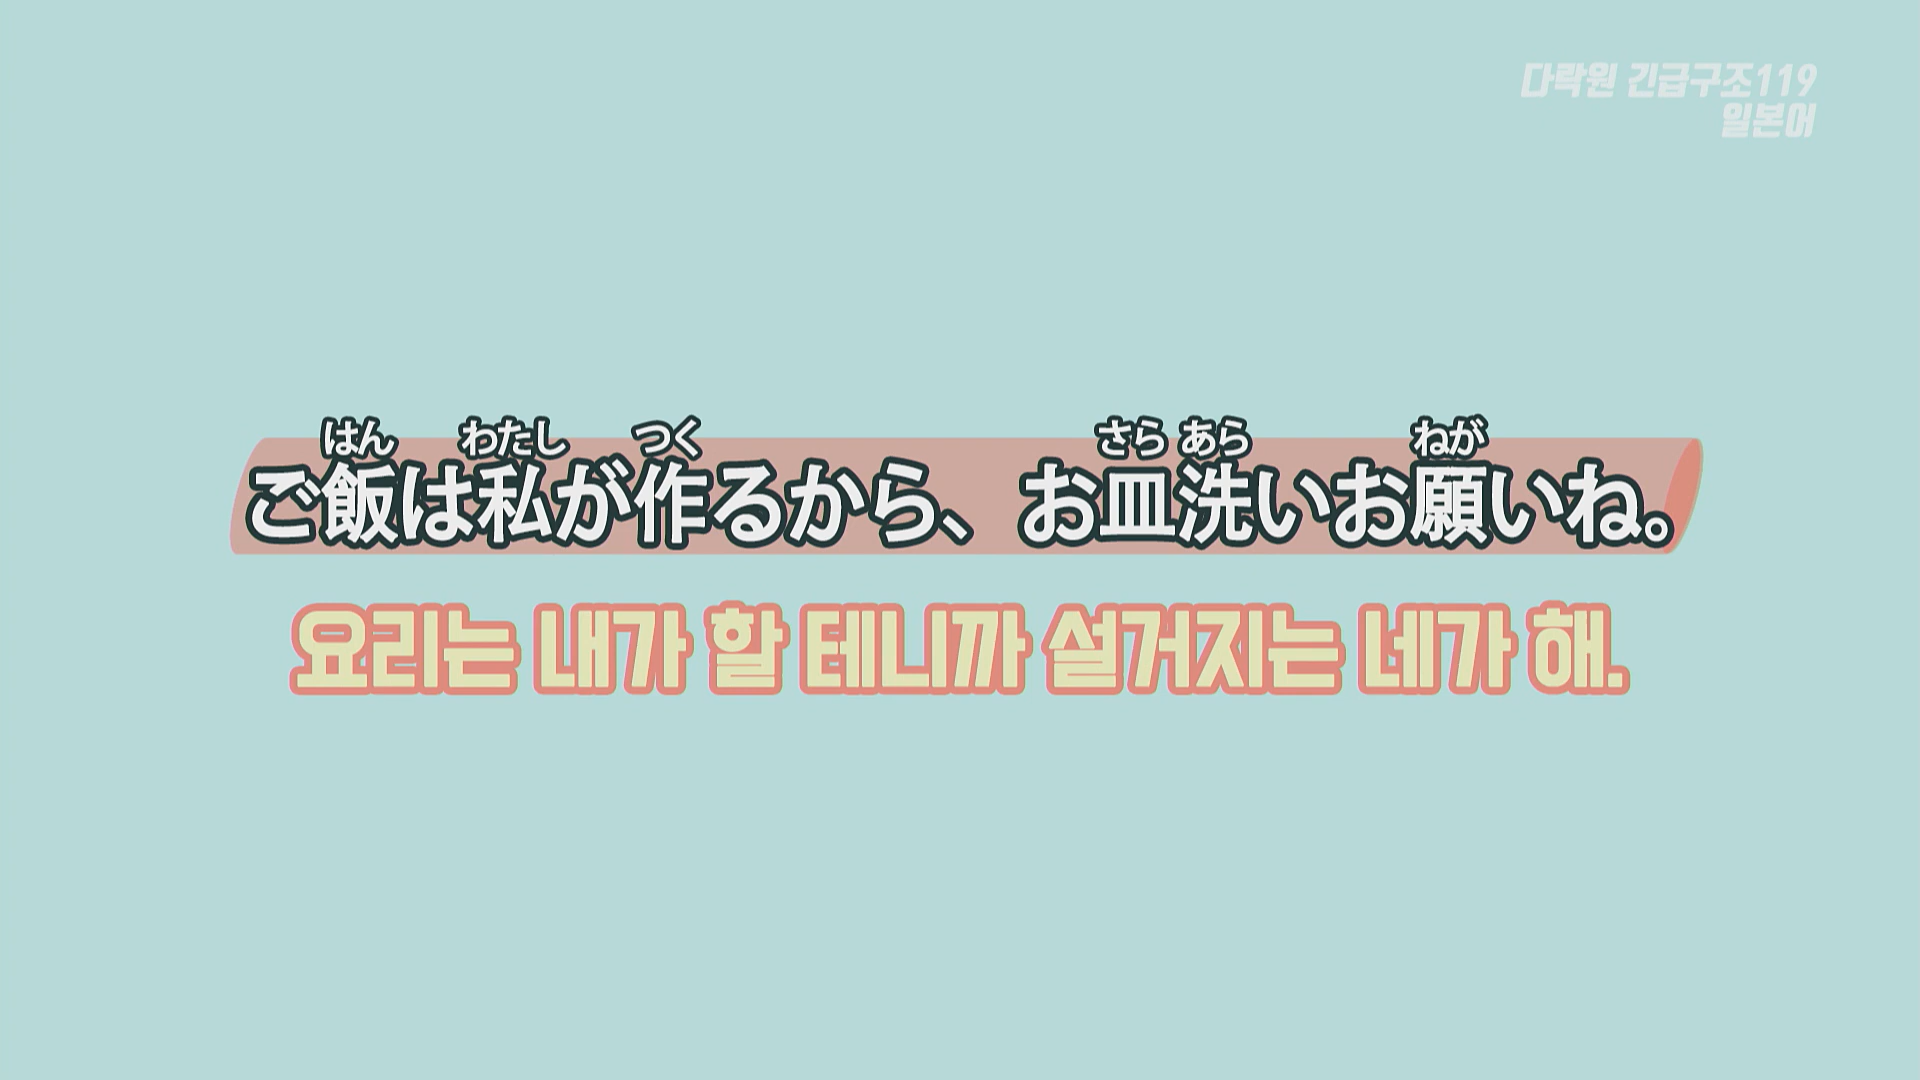 다락원 긴급구조119
일본어
はん わたし つく さら あら ねが
ご飯は私が作るから、お皿洗いお願いね。
요리는 내가 할 테니까 설거지는 네가 해.